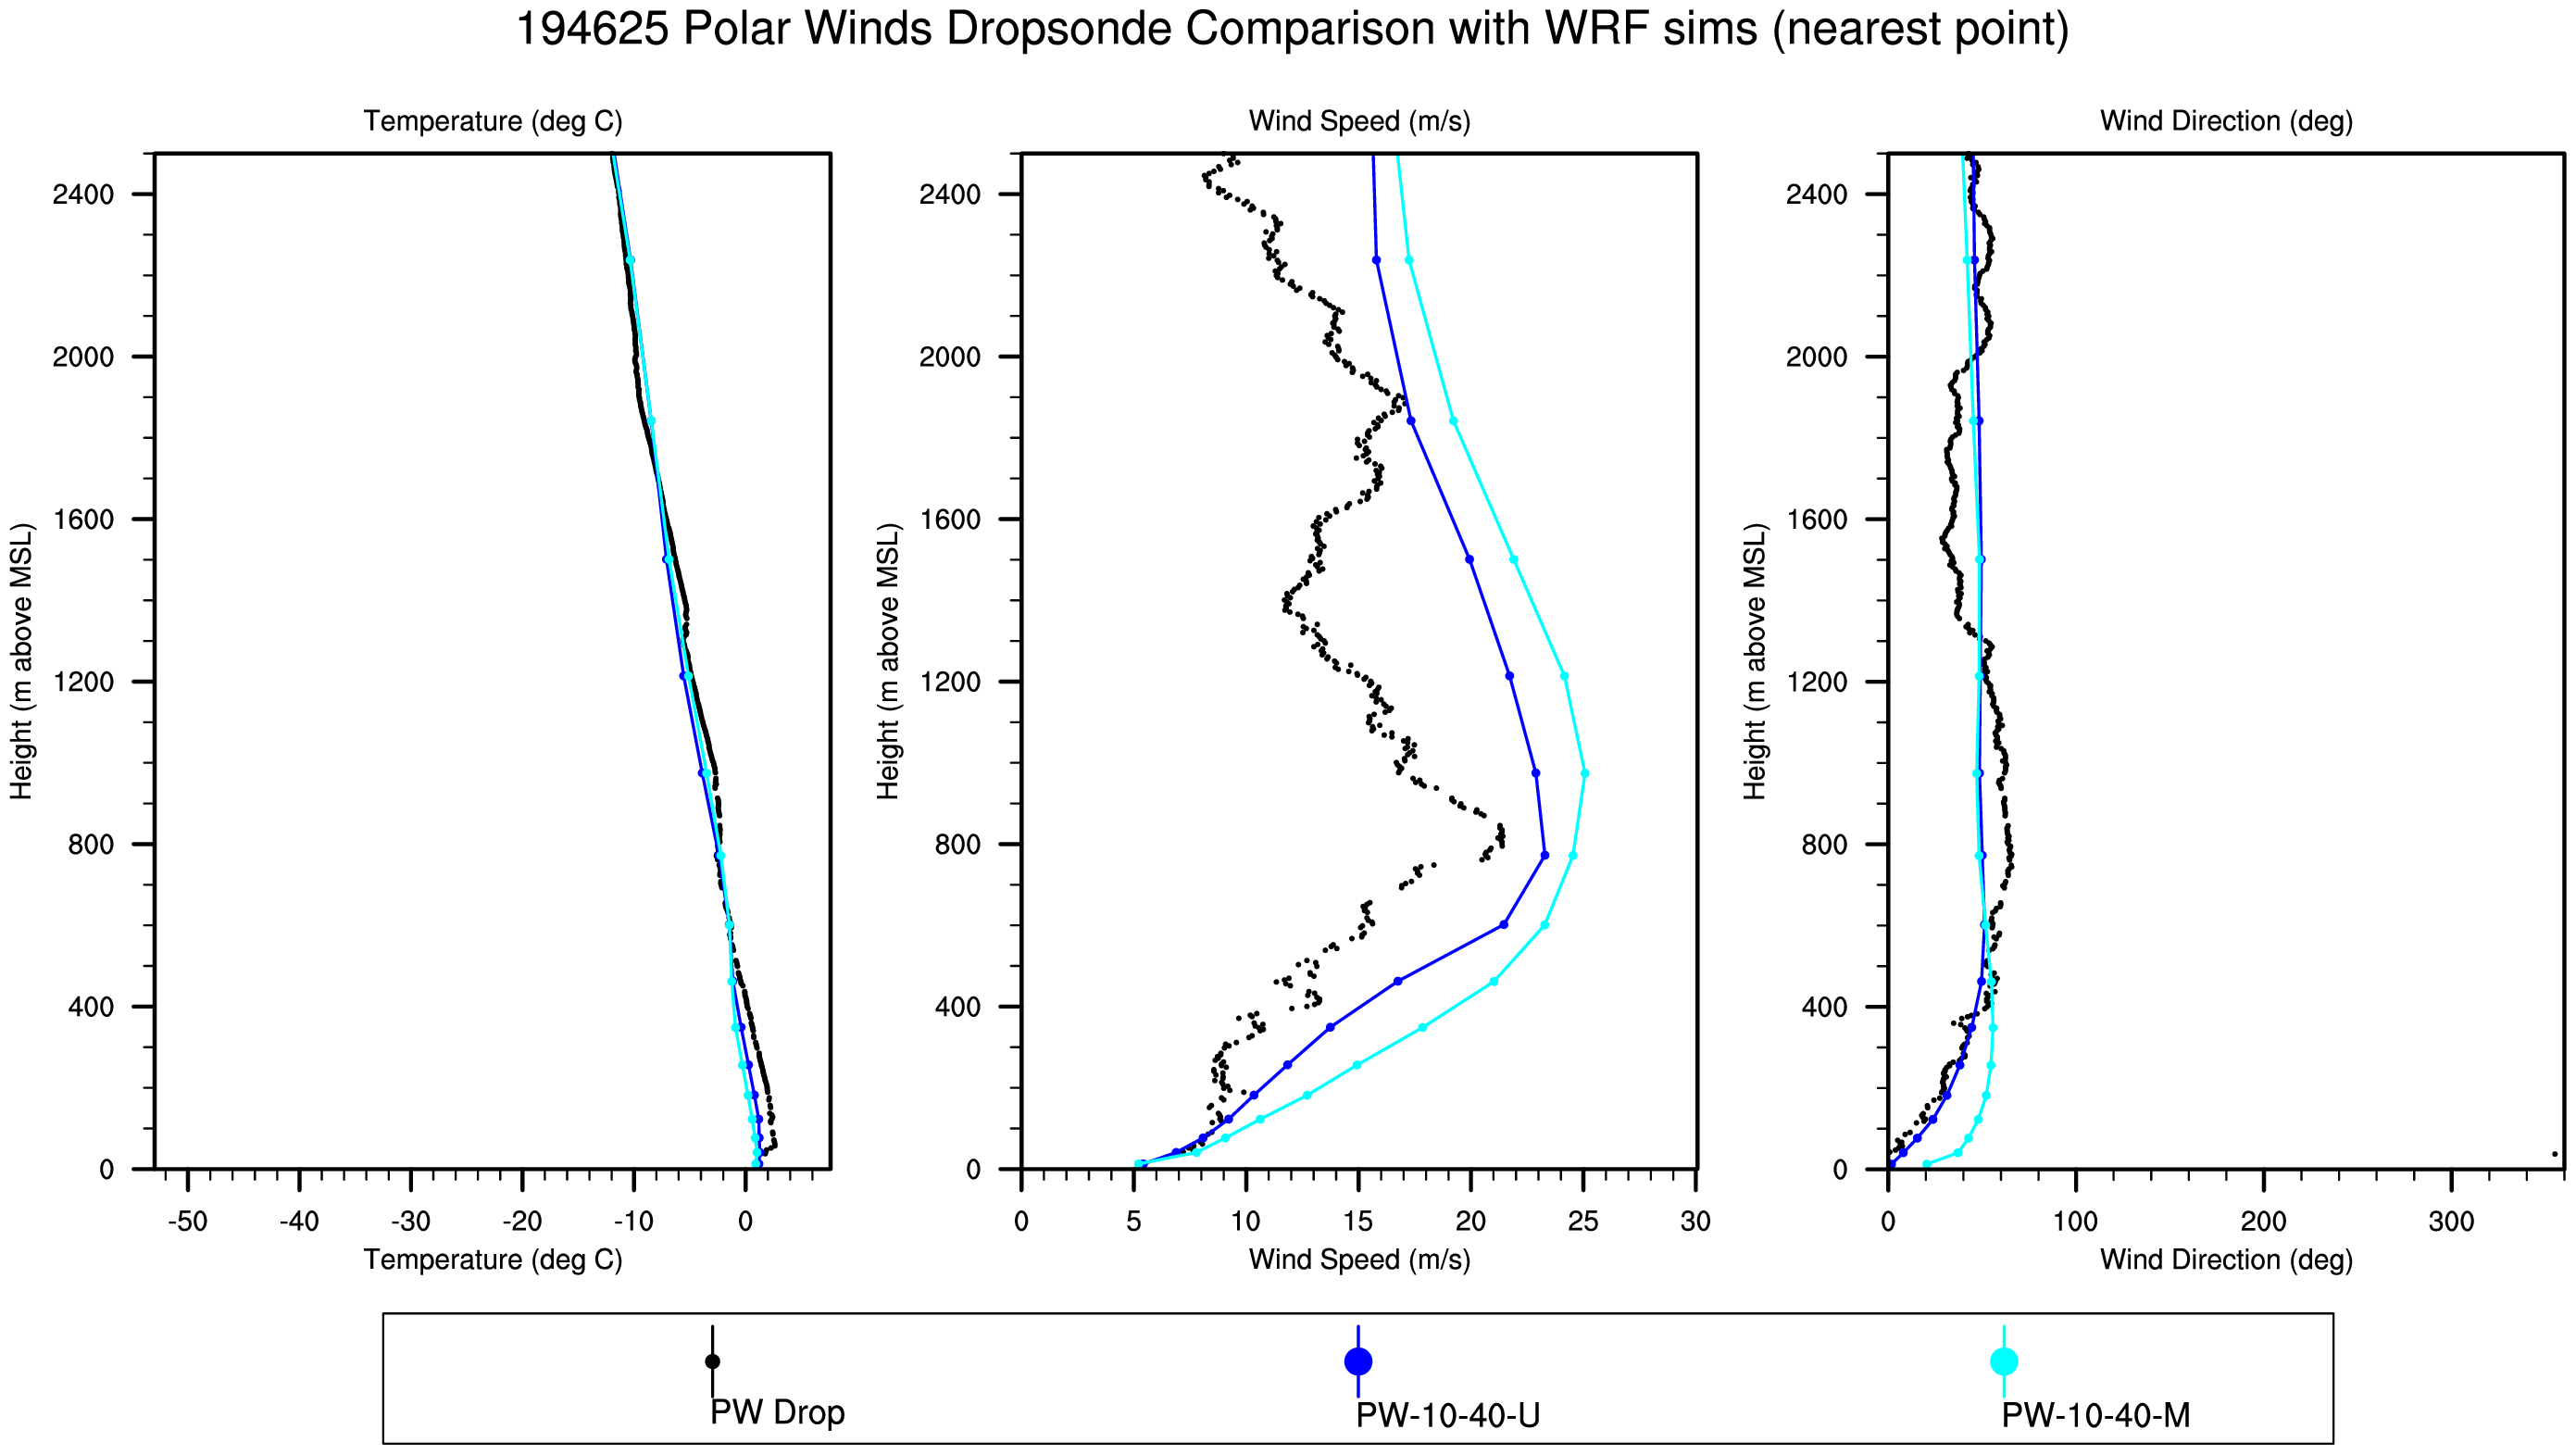 194625 Polar Winds Dropsonde Comparison with WRF sims (nearest point)
Temperature (deg C)
Wind Speed (m/s)
Wind Direction (deg)
Height (m above MSL)
2400
2000
1600
1200
800
400
0
-50 -40 -30 -20 -10 0
Temperature (deg C)
Height (m above MSL)
2400
2000
1600
1200
800
400
0
0 5 10 15 20 25 30
Wind Speed (m/s)
Height (m above MSL)
2400
2000
1600
1200
800
400
0
0 100 200 300
Wind Direction (deg)
PW Drop
PW-10-40-U
PW-10-40-M